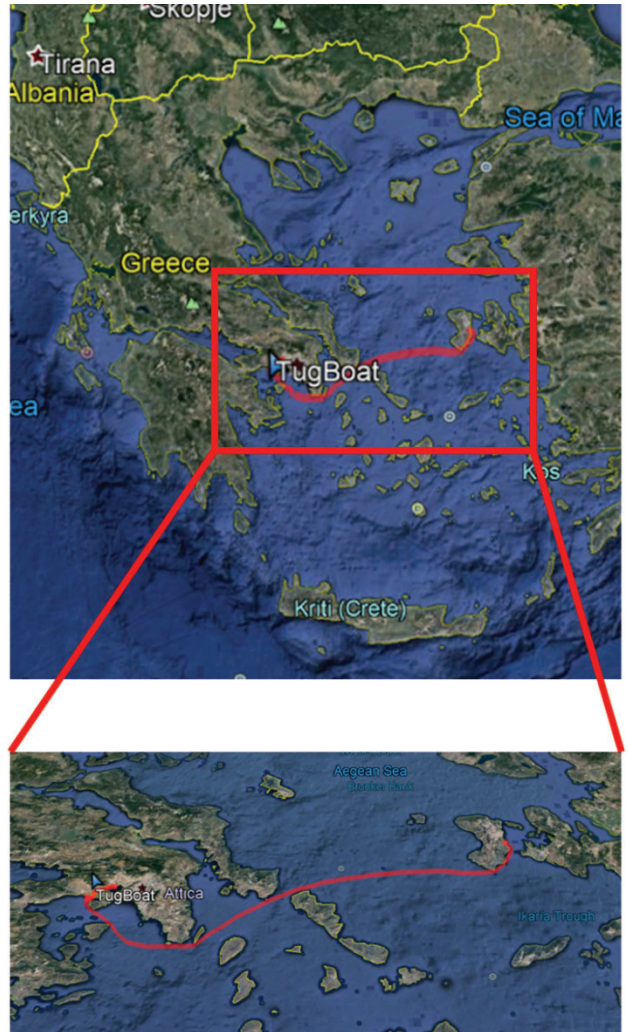 Skopje
Tirana
Albania
Sea of Ma
erkyra
Greece
TugBoat
ea
Kos
Kriti (Crete)
Aegean Sea
TugBoat
Attica
Ikaria Trough